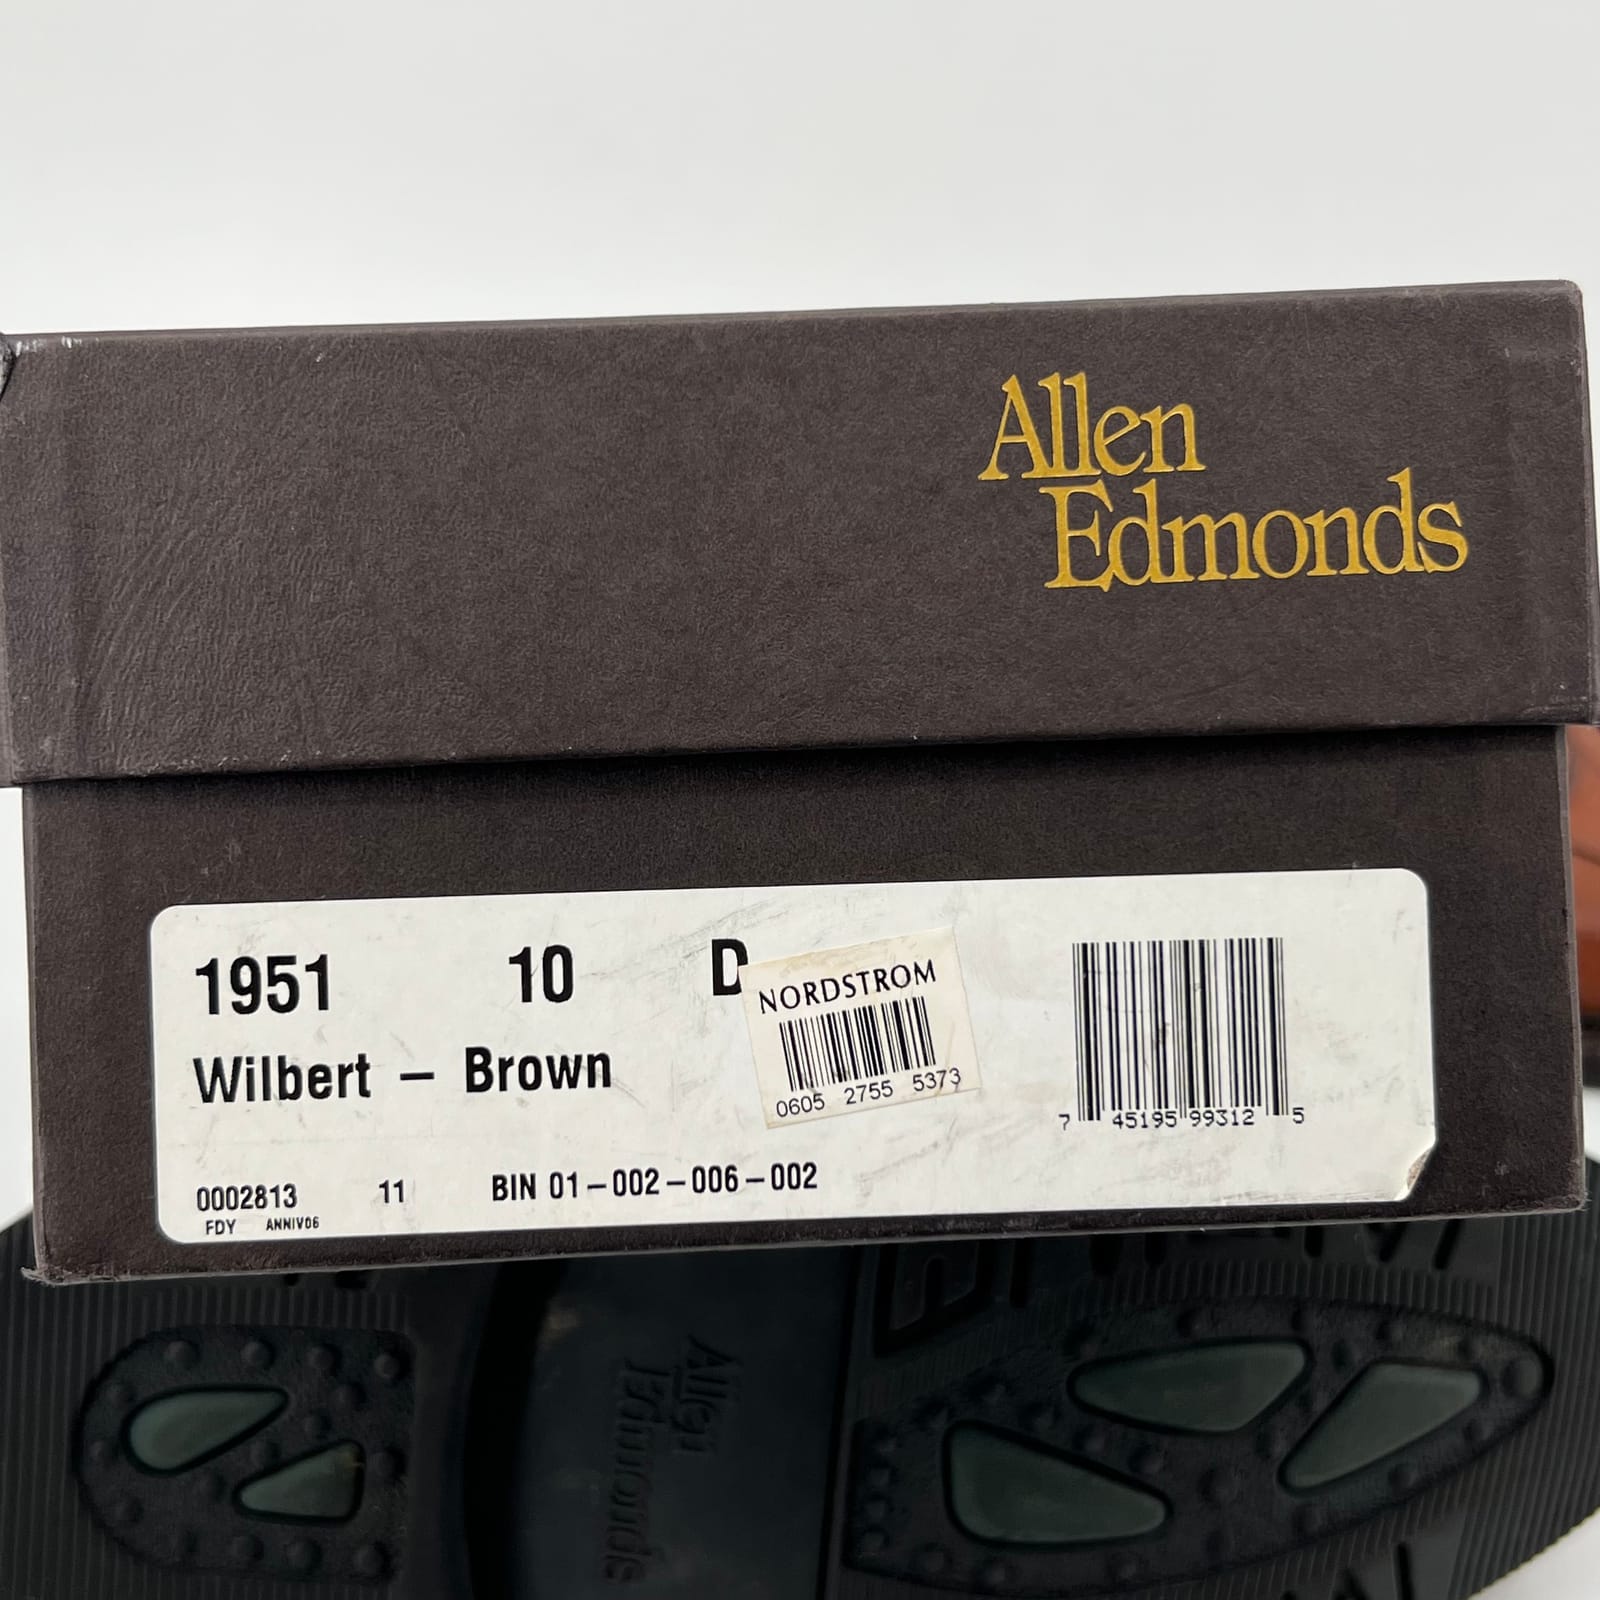 Allen
Edmonds
1951 10 D
Wilbert – Brown
NORDSTROM
0605 2755 5373
7 45195 99312 5
0002813 11 BIN 01–002–006–002
FDY ANNIV06
Allen
Edmonds